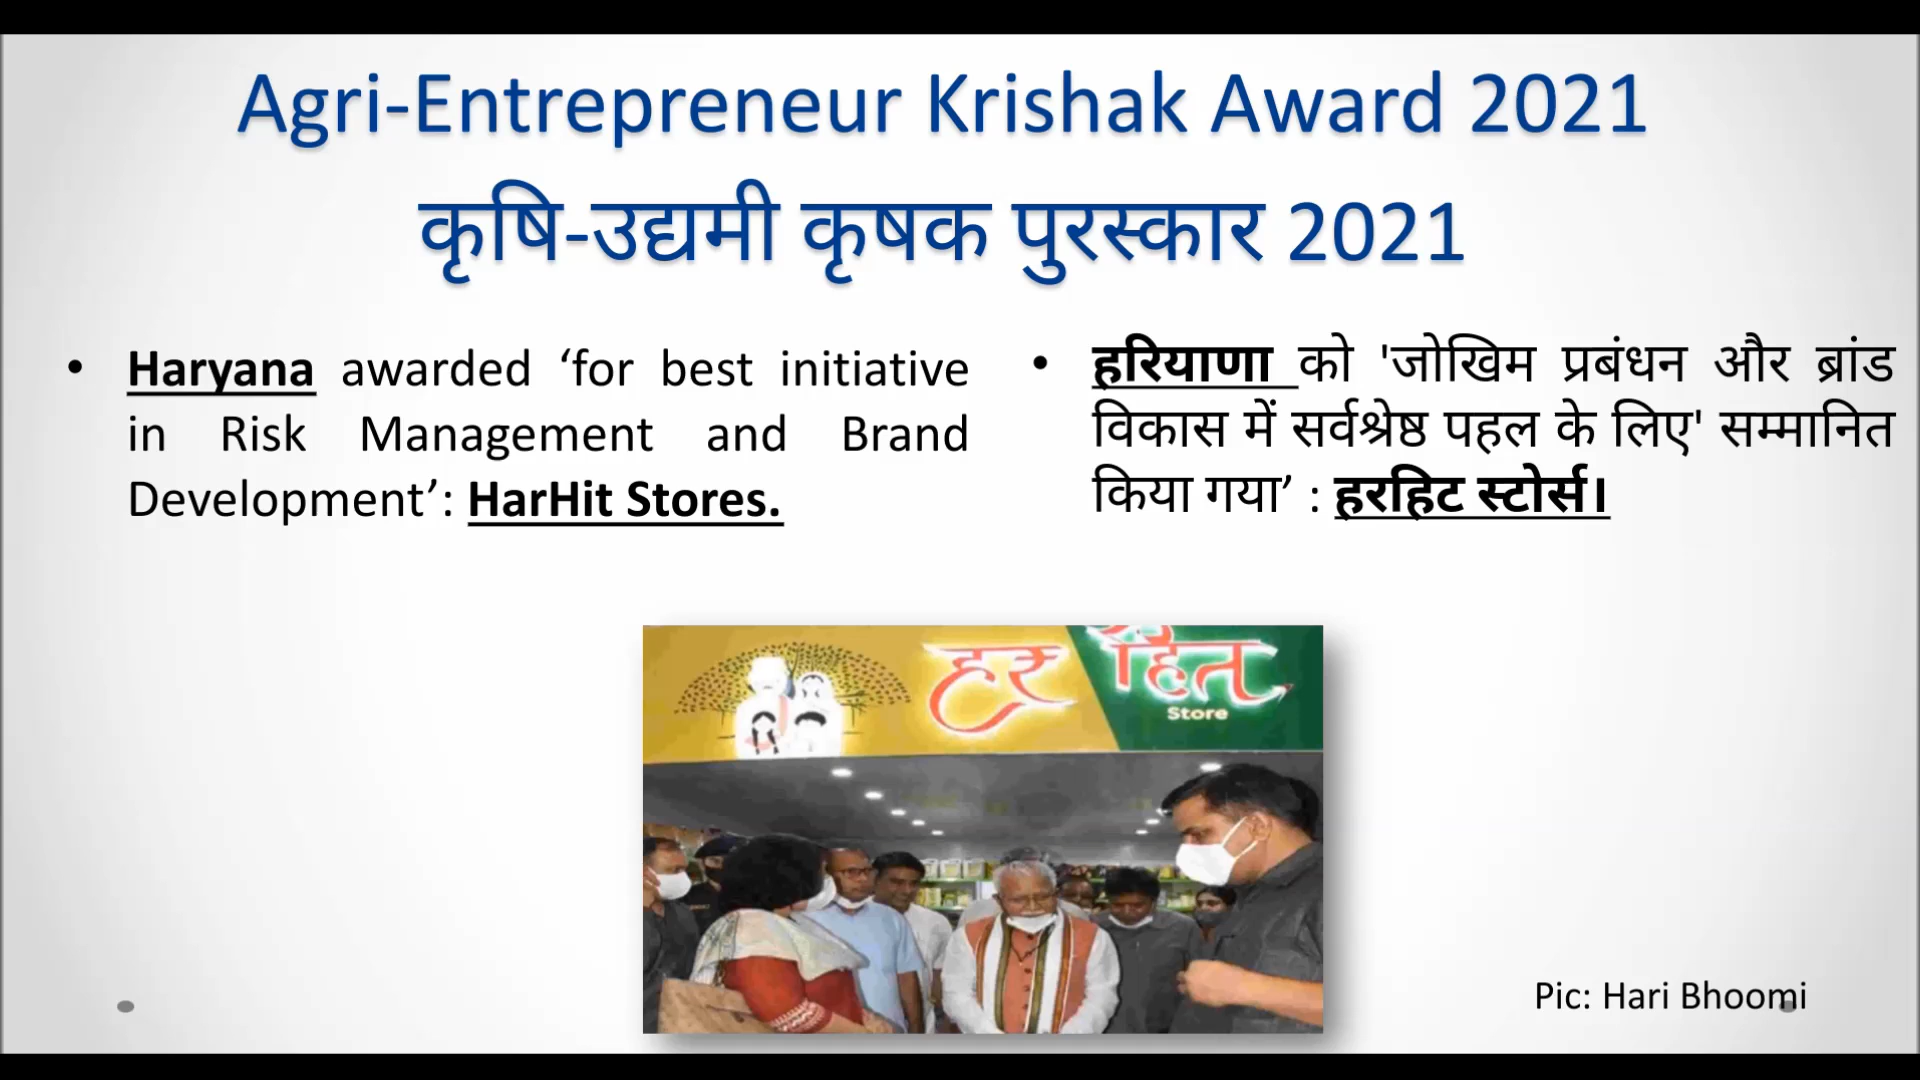 Agri-Entrepreneur Krishak Award 2021
कृषि-उद्यमी कृषक पुरस्कार 2021
• Haryana awarded ‘for best initiative
in Risk Management and Brand
Development’: HarHit Stores.
• हरियाणा को 'जोखिम प्रबंधन और ब्रांड
विकास में सर्वश्रेष्ठ पहल के लिए' सम्मानित
किया गया’ : हरहिट स्टोर्स।
हर हित
Store
Pic: Hari Bhoomi